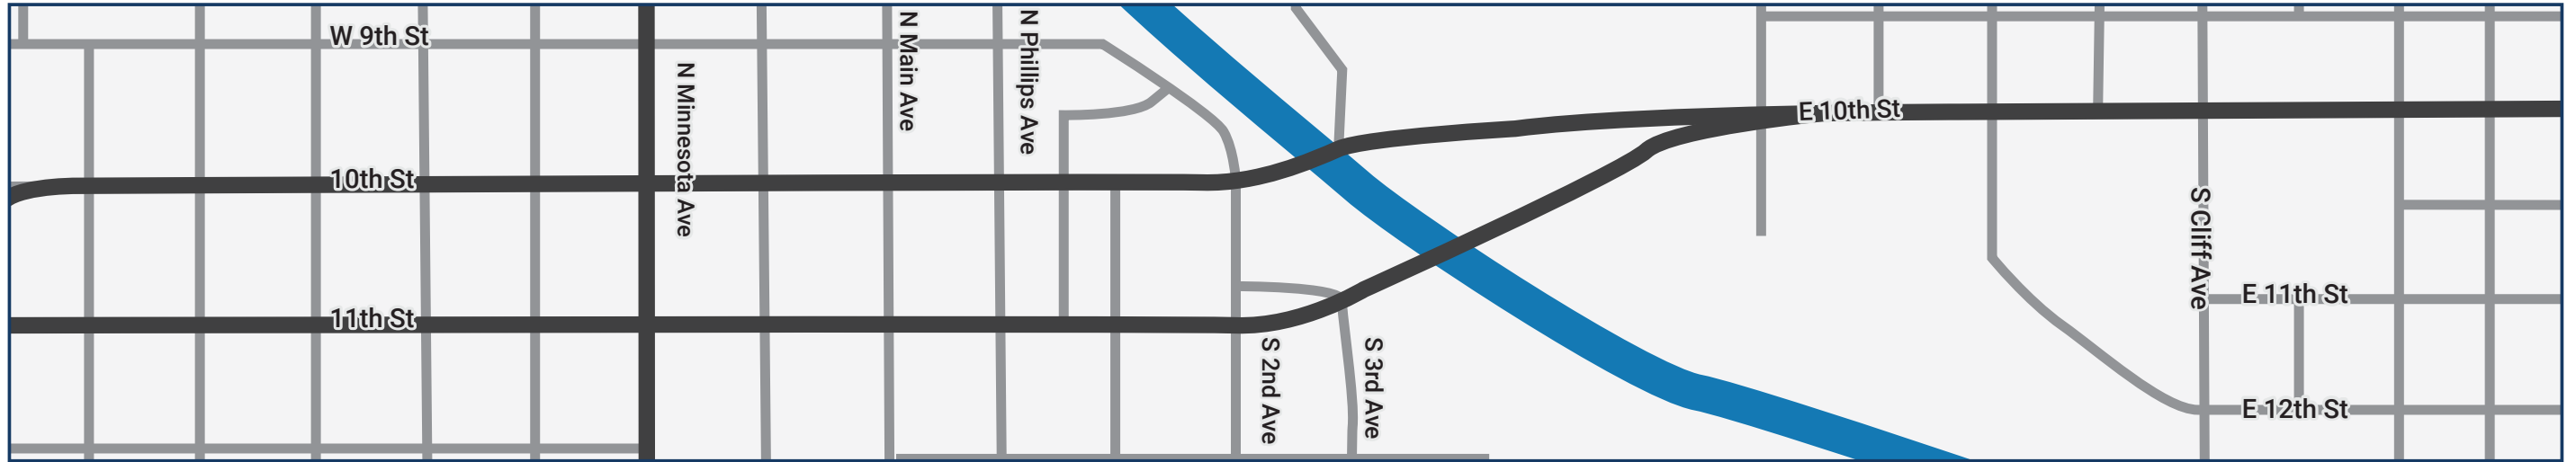 W 9th St
N Minnesota Ave
N Main Ave
N Phillips Ave
10th St
11th St
S 2nd Ave
S 3rd Ave
E 10th St
S Cliff Ave
E 11th St
E 12th St